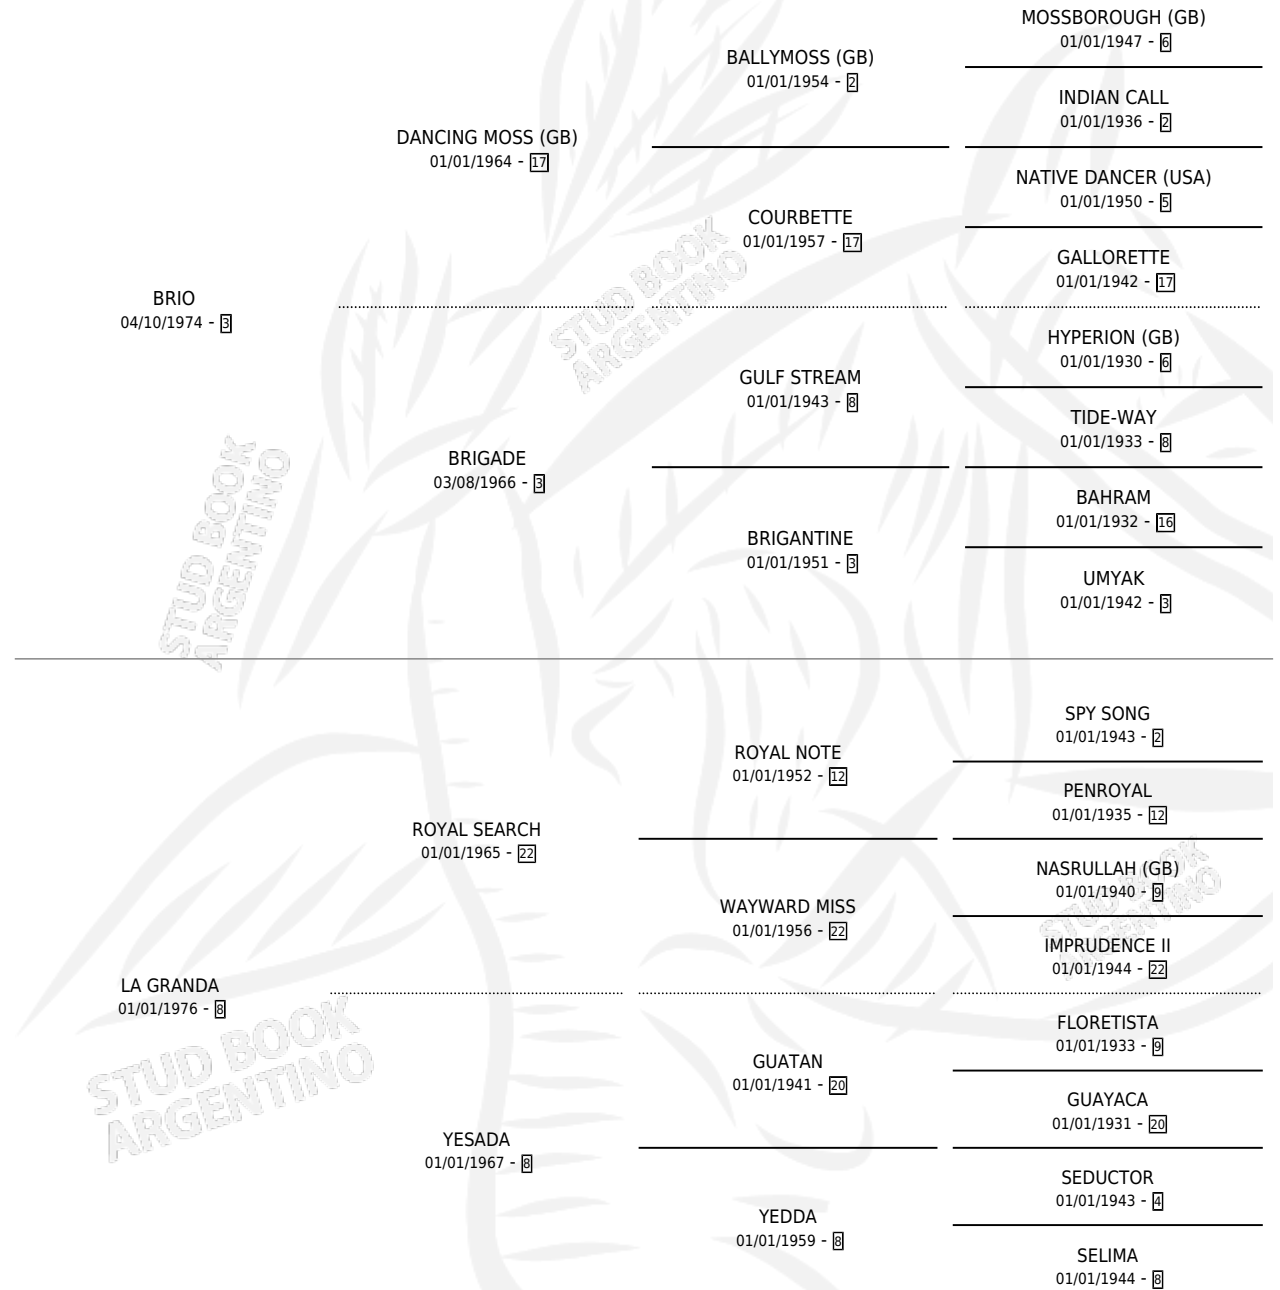 MOSSBOROUGH (GB)
01/01/1947 - 6
BALLYMOSS (GB)
01/01/1954 - 2
INDIAN CALL
01/01/1936 - 2
DANCING MOSS (GB)
01/01/1964 - 17
NATIVE DANCER (USA)
01/01/1950 - 5
COURBETTE
01/01/1957 - 17
GALLORETTE
01/01/1942 - 17
BRIO
04/10/1974 - 3
HYPERION (GB)
01/01/1930 - 6
GULF STREAM
01/01/1943 - 8
TIDE-WAY
01/01/1933 - 8
BRIGADE
03/08/1966 - 3
BAHRAM
01/01/1932 - 16
BRIGANTINE
01/01/1951 - 3
UMYAK
01/01/1942 - 3
STUD BOOK
ARGENTINO
STUD BOOK
ARGENTINO
SPY SONG
01/01/1943 - 2
ROYAL NOTE
01/01/1952 - 12
PENROYAL
01/01/1935 - 12
ROYAL SEARCH
01/01/1965 - 22
NASRULLAH (GB)
01/01/1940 - 9
WAYWARD MISS
01/01/1956 - 22
IMPRUDENCE II
01/01/1944 - 22
LA GRANDA
01/01/1976 - 8
FLORETISTA
01/01/1933 - 9
GUATAN
01/01/1941 - 20
GUAYACA
01/01/1931 - 20
YESADA
01/01/1967 - 8
SEDUCTOR
01/01/1943 - 4
YEDDA
01/01/1959 - 8
SELIMA
01/01/1944 - 8
STUD BOOK
ARGENTINO
STUD BOOK
ARGENTINO